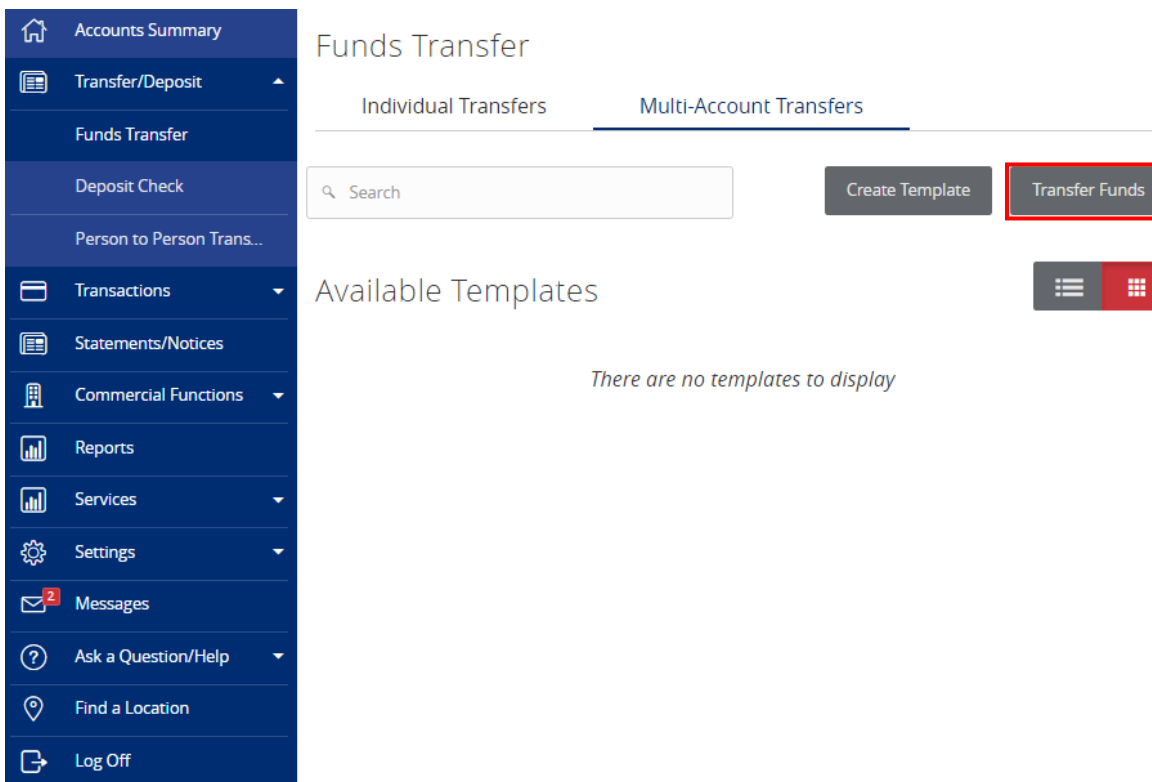 Accounts Summary
Transfer/Deposit
Funds Transfer
Deposit Check
Person to Person Trans...
Transactions
Statements/Notices
Commercial Functions
Reports
Services
Settings
2
Messages
Ask a Question/Help
Find a Location
Log Off
Funds Transfer
Individual Transfers
Multi-Account Transfers
Search
Create Template
Transfer Funds
Available Templates
There are no templates to display